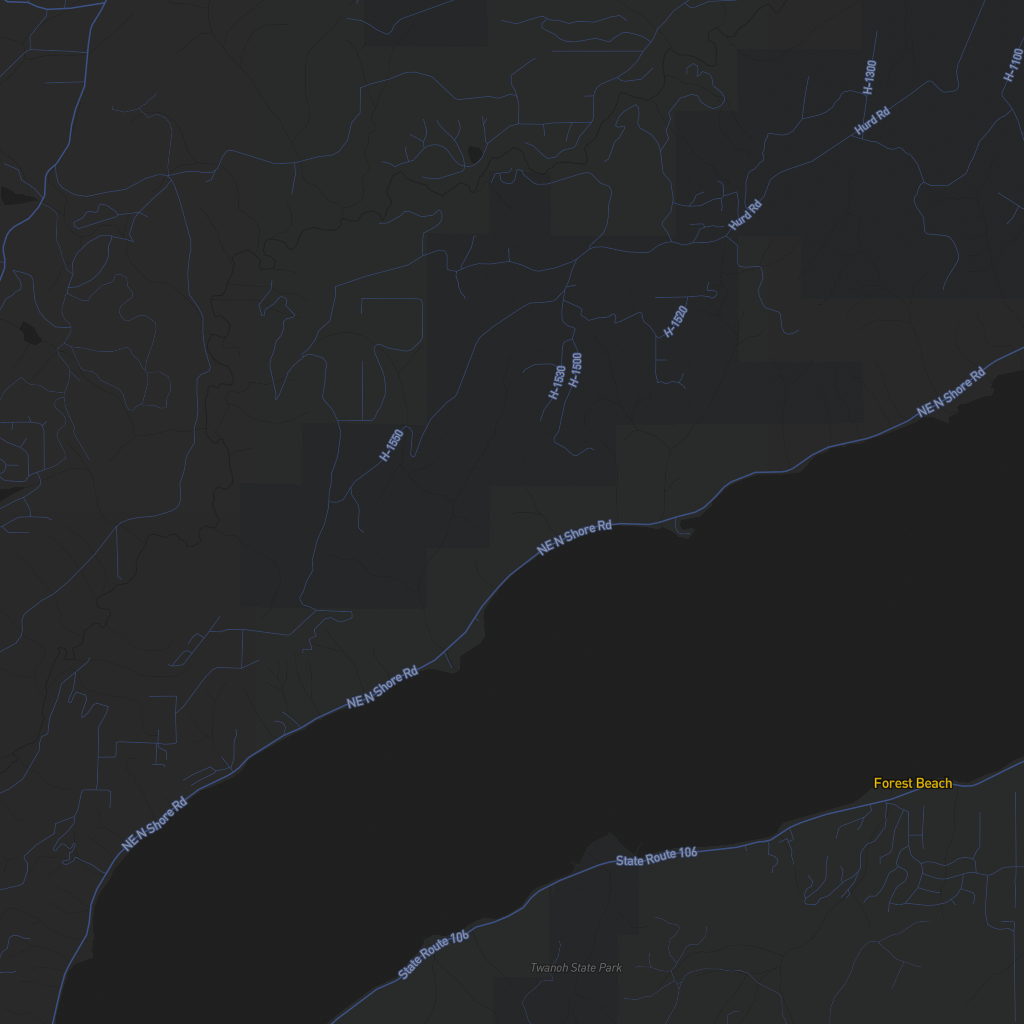 H-1100
H-1300
Hurd Rd
Hurd Rd
H-1520
H-1530
H-1500
NE N Shore Rd
H-1550
NE N Shore Rd
NE N Shore Rd
Forest Beach
NE N Shore Rd
State Route 106
State Route 106
Twanoh State Park